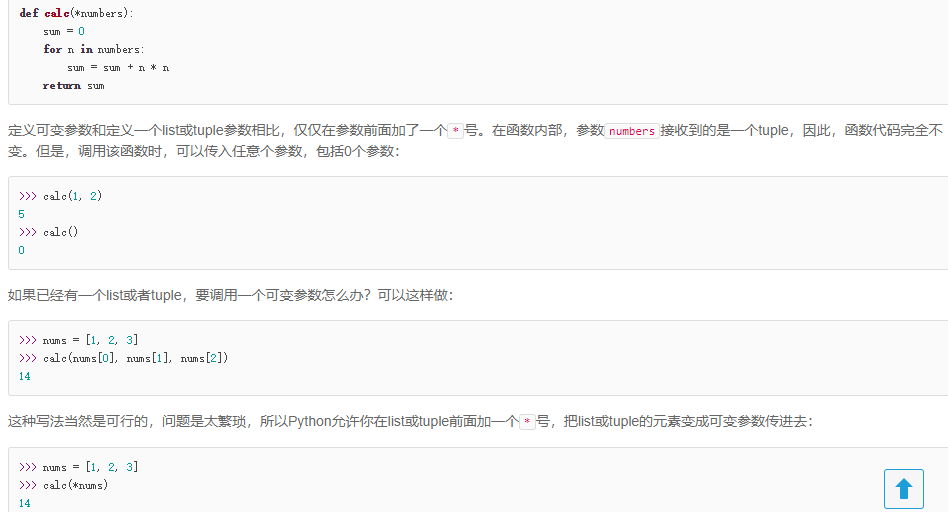 def calc(*numbers):
    sum = 0
    for n in numbers:
        sum = sum + n * n
    return sum
定义可变参数和定义一个list或tuple参数相比，仅仅在参数前面加了一个*号。在函数内部，参数numbers接收到的是一个tuple，因此，函数代码完全不
变。但是，调用该函数时，可以传入任意个参数，包括0个参数：
>>> calc(1, 2)
5
>>> calc()
0
如果已经有一个list或者tuple，要调用一个可变参数怎么办？可以这样做：
>>> nums = [1, 2, 3]
>>> calc(nums[0], nums[1], nums[2])
14
这种写法当然是可行的，问题是太繁琐，所以Python允许你在list或tuple前面加一个*号，把list或tuple的元素变成可变参数传进去：
>>> nums = [1, 2, 3]
>>> calc(*nums)
14